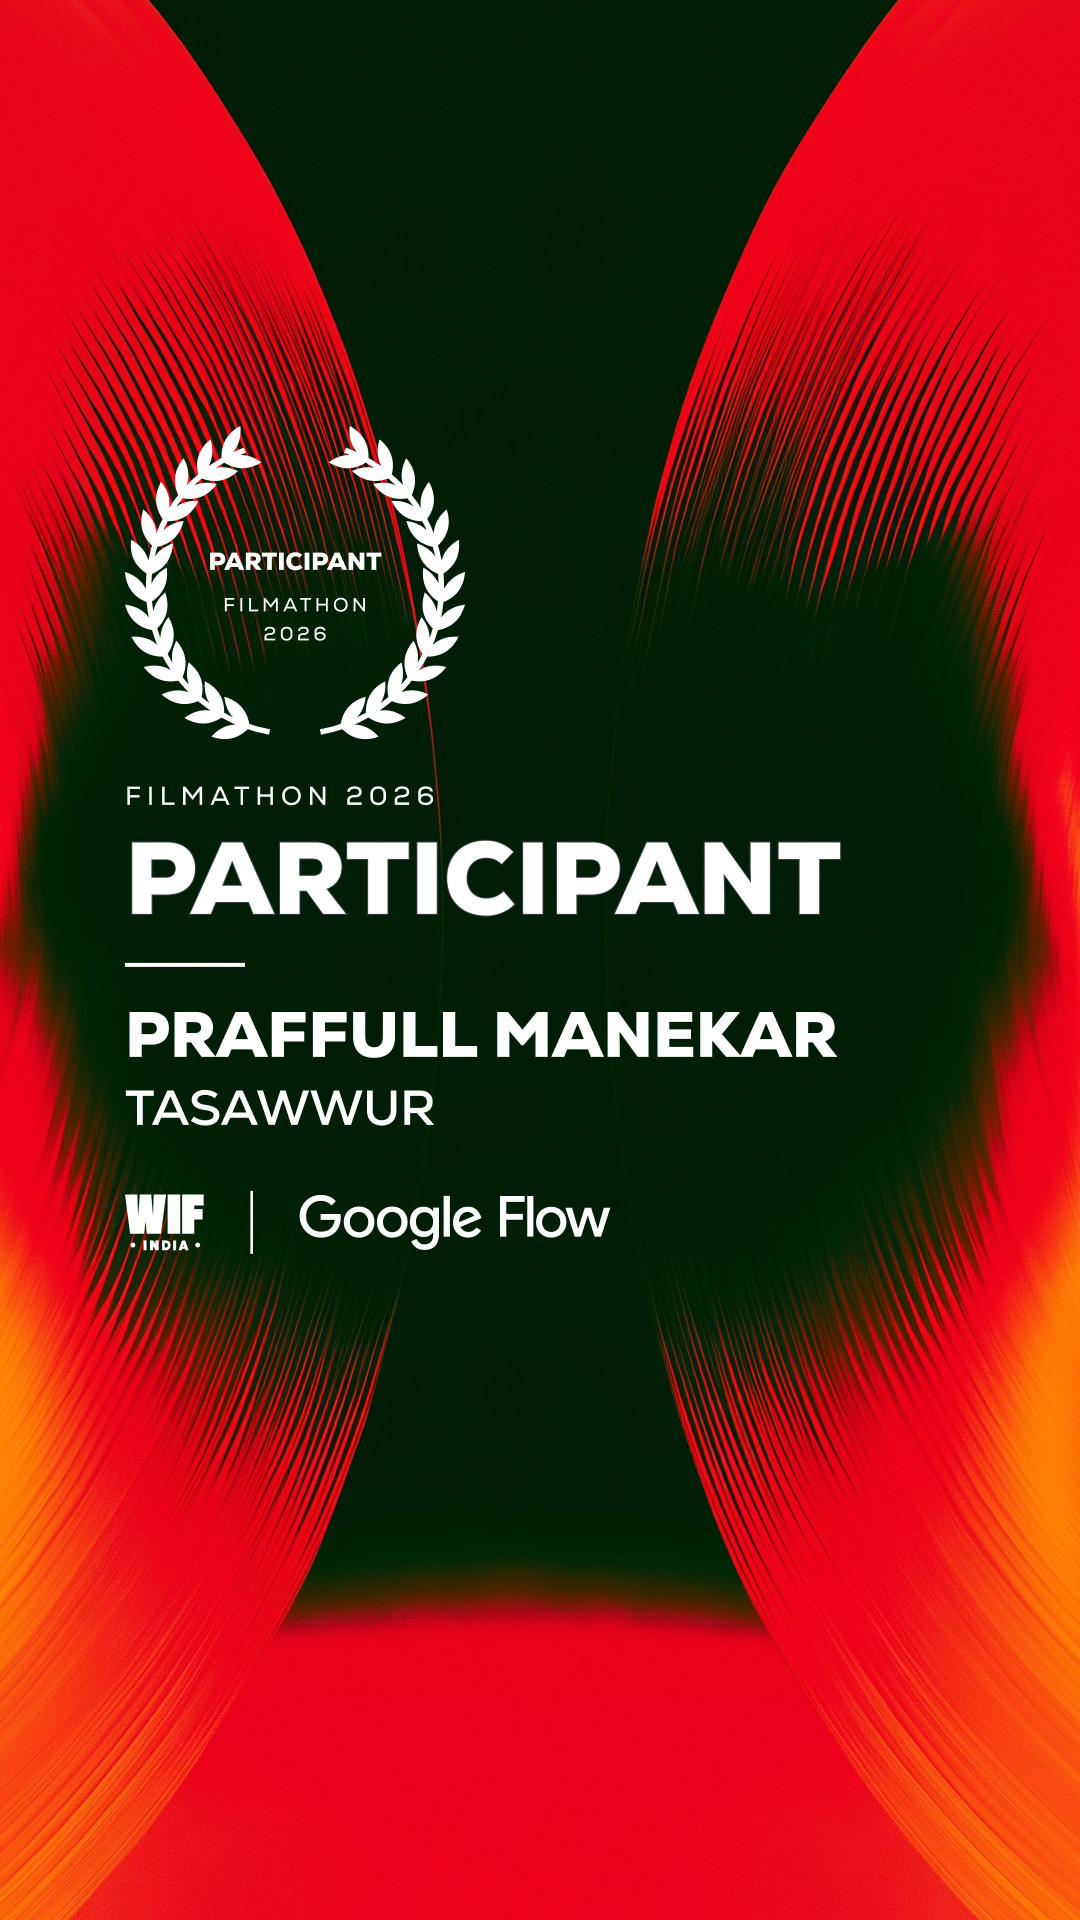 PARTICIPANT
FILMATHON
2026
FILMATHON 2026
PARTICIPANT
PRAFFULL MANEKAR
TASAWWUR
WIF
• INDIA •
Google Flow